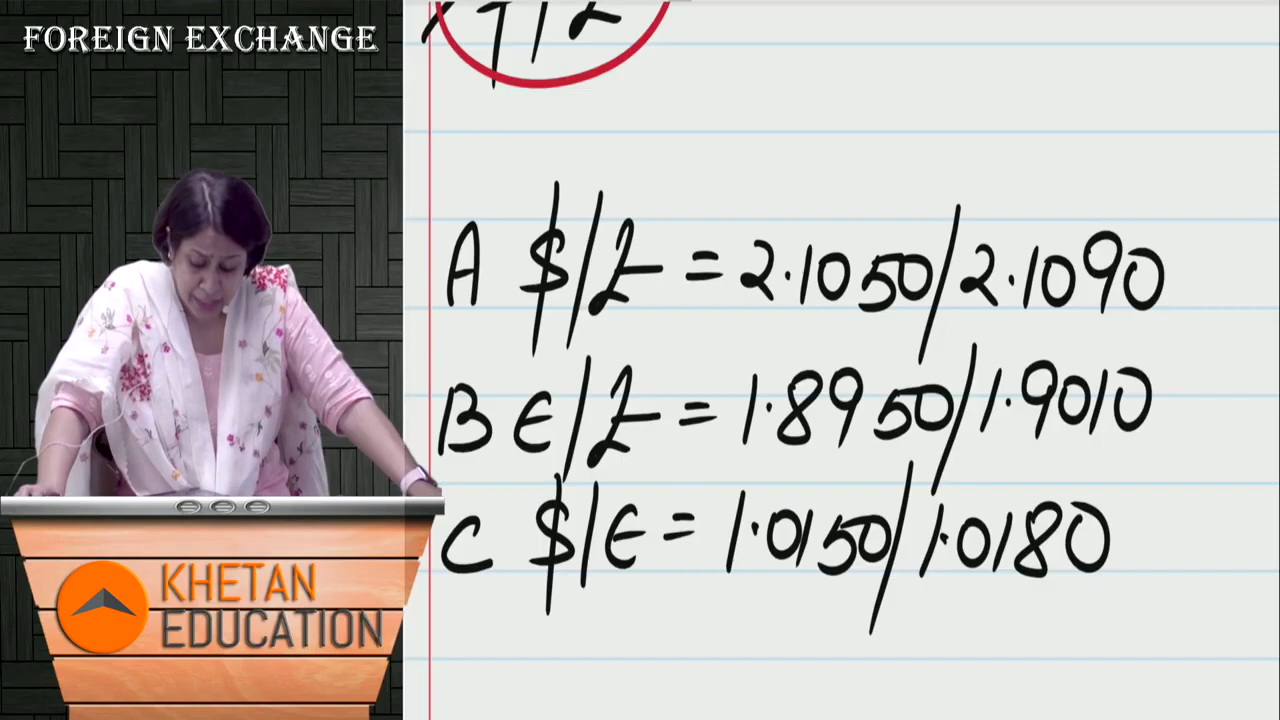 FOREIGN EXCHANGE
A $/£ = 2.1050/2.1090
B €/£ = 1.8950/1.9010
C $/€ = 1.0150/1.0180
KHETAN
EDUCATION